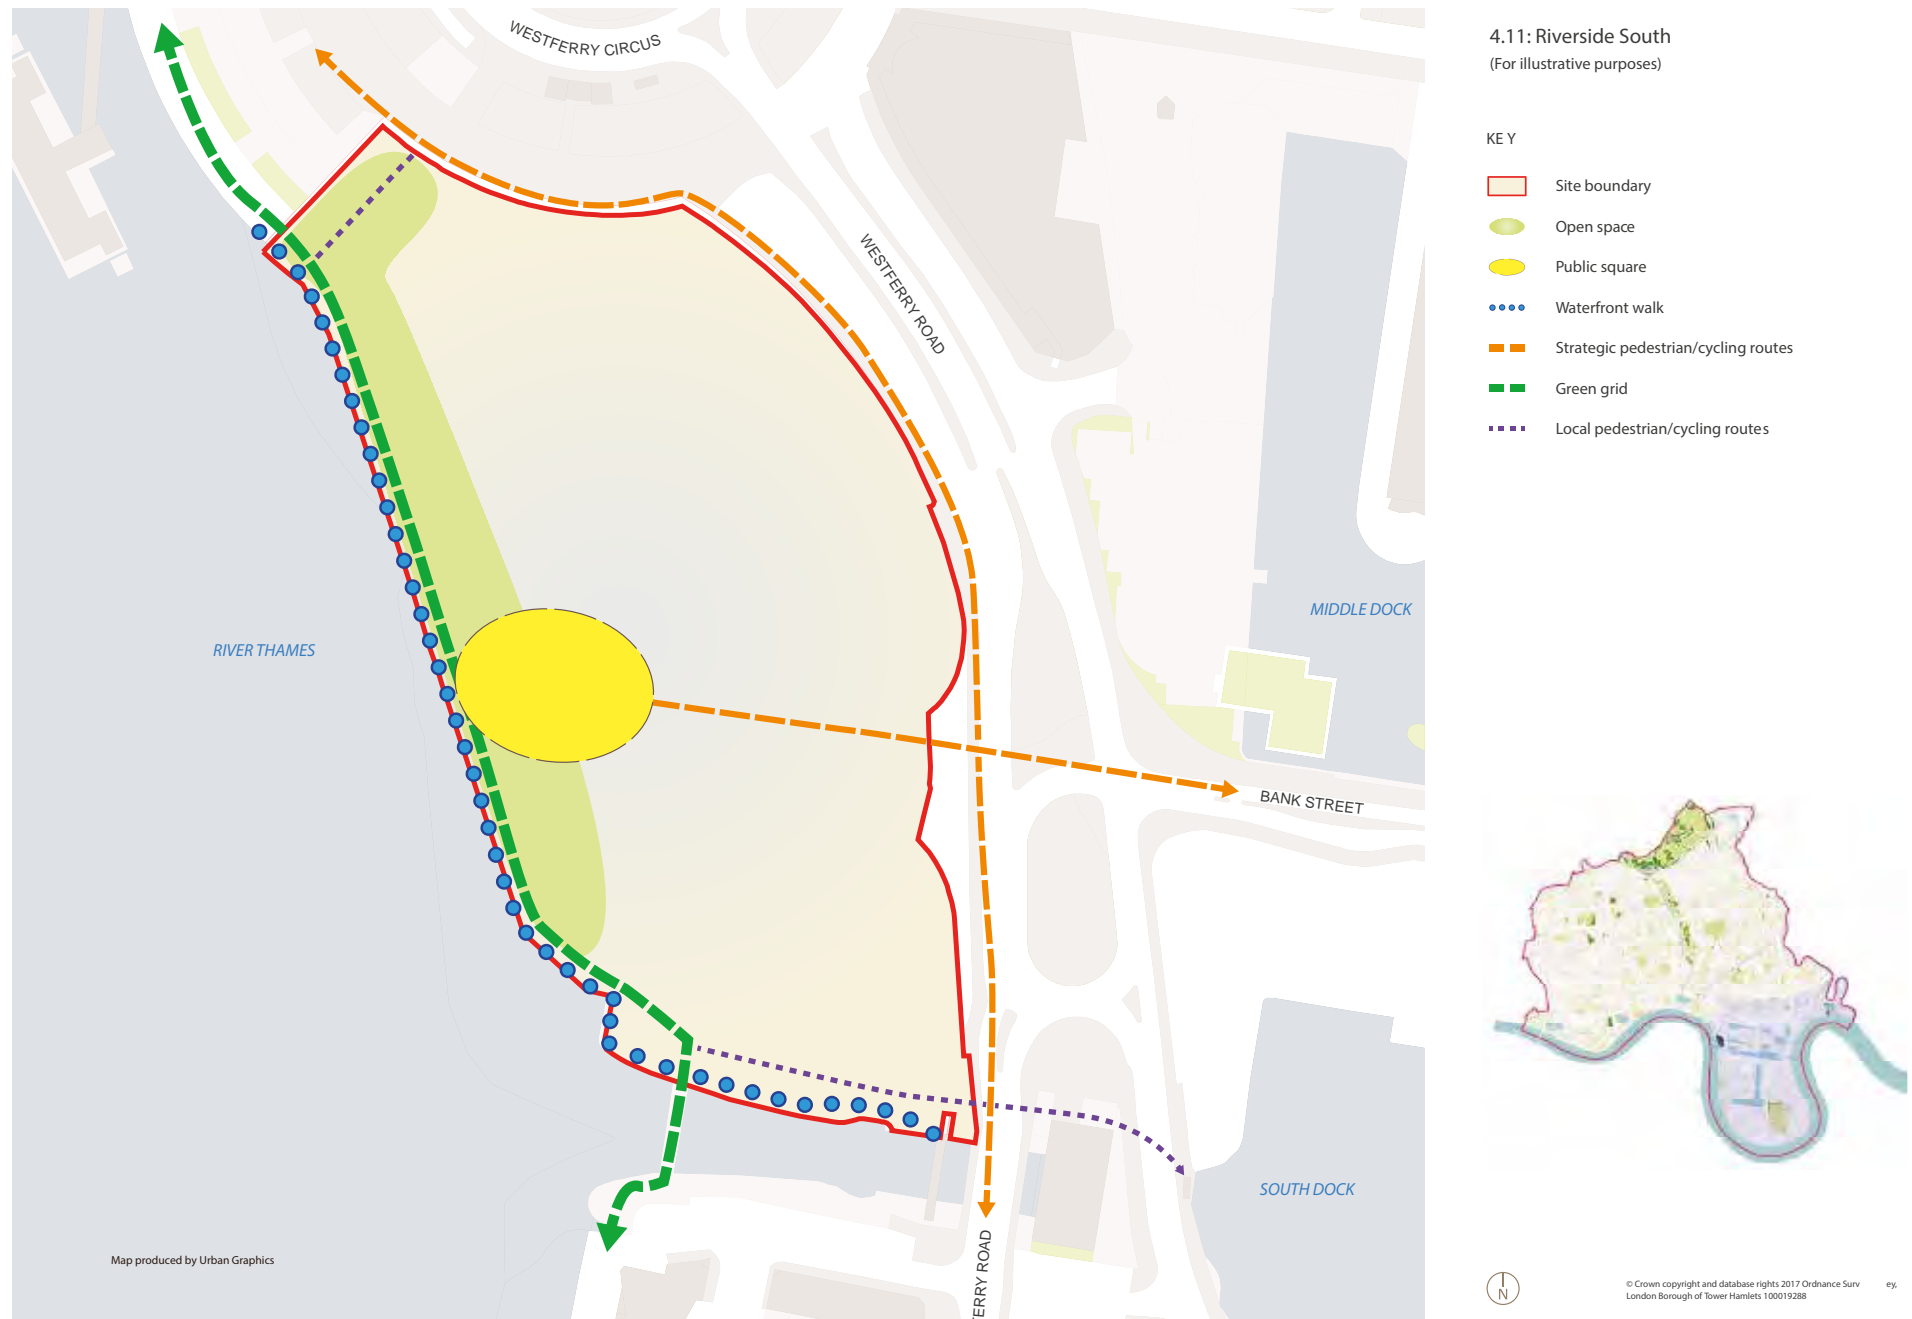 4.11: Riverside South
(For illustrative purposes)
KEY
Site boundary
Open space
Public square
Waterfront walk
Strategic pedestrian/cycling routes
Green grid
Local pedestrian/cycling routes
WESTFERRY CIRCUS
WESTFERRY ROAD
MIDDLE DOCK
RIVER THAMES
BANK STREET
SOUTH DOCK
TERRY ROAD
Map produced by Urban Graphics
N
© Crown copyright and database rights 2017 Ordnance Surv ey,
London Borough of Tower Hamlets 100019288